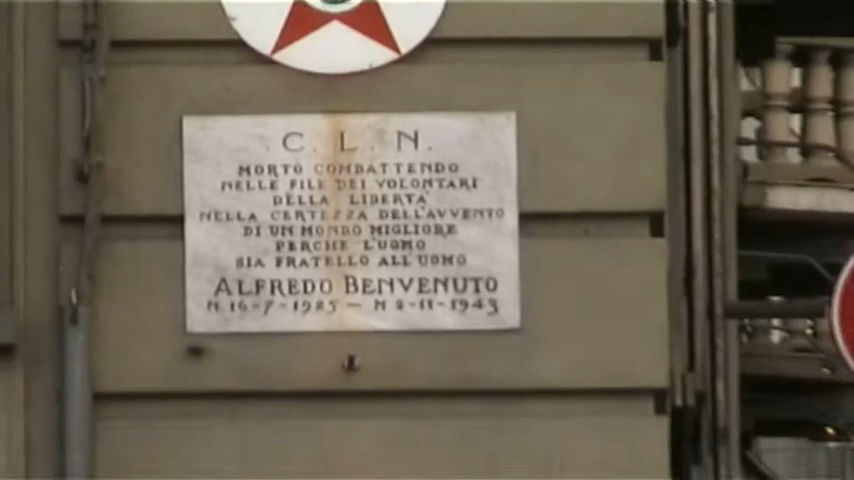 C. L. N.
MORTO COMBATTENDO
NELLE FILE DEI VOLONTARI
DELLA LIBERTA'
NELLA CERTEZZA DELL'AVVENTO
DI UN MONDO MIGLIORE
PERCHE L'UOMO
SIA FRATELLO ALL'UOMO
ALFREDO BENVENUTO
N. 16-7-1925 — M 2-11-1943